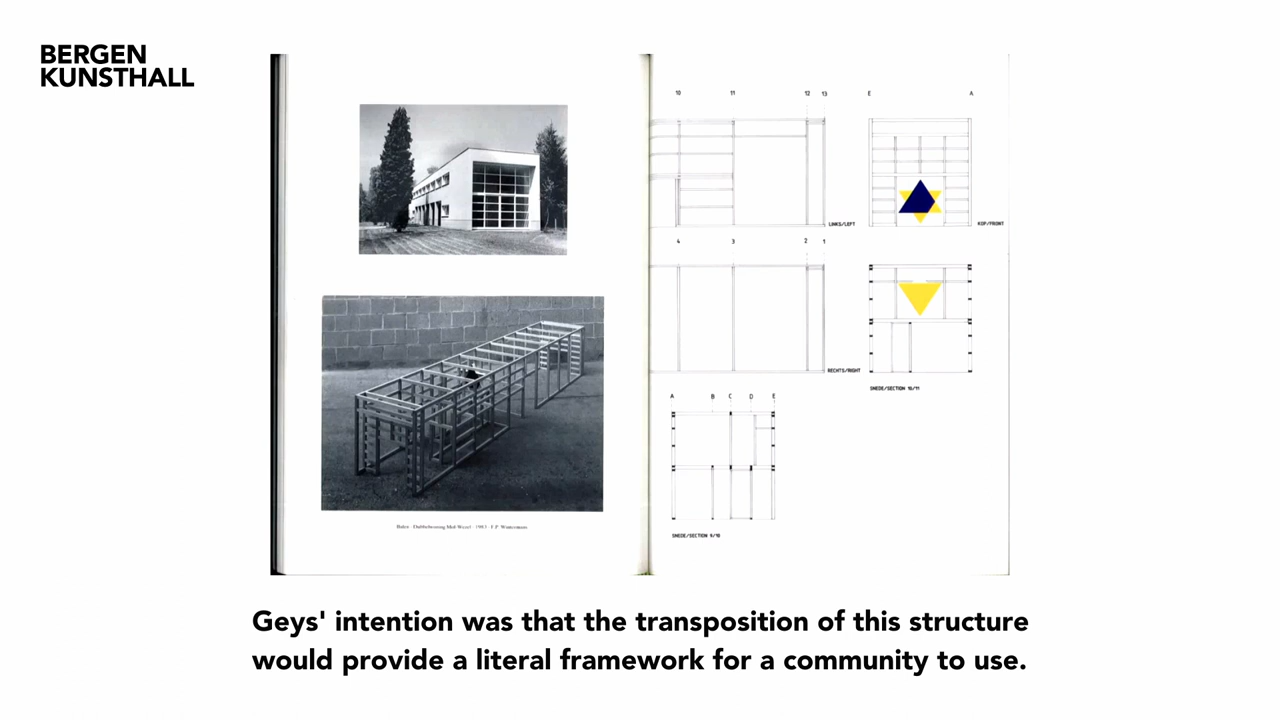 BERGEN
KUNSTHALL
10 11 12 13 E A
LINKS/LEFT
KOP/FRONT
4 3 2 1
RECHTS/RIGHT
SNEDE/SECTION 10/11
A B C D E
SNEDE/SECTION 9/10
Geys' intention was that the transposition of this structure
would provide a literal framework for a community to use.